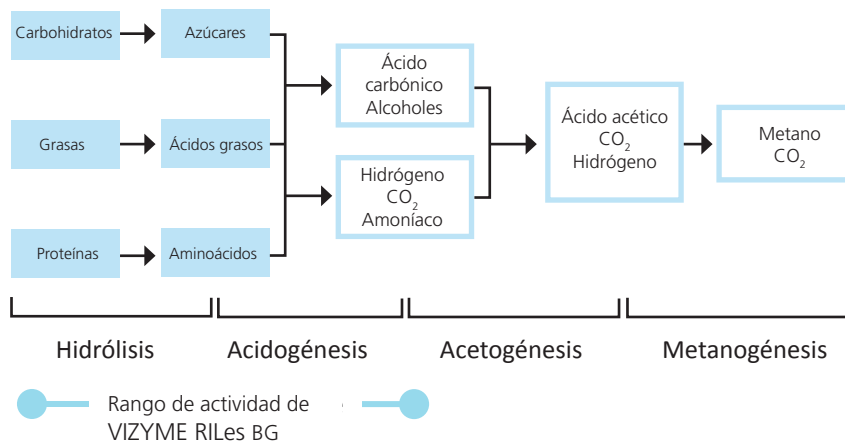 Carbohidratos
Azúcares
Grasas
Ácidos grasos
Proteínas
Aminoácidos
Ácido
carbónico
Alcoholes
Hidrógeno
CO₂
Amoníaco
Ácido acético
CO₂
Hidrógeno
Metano
CO₂
Hidrólisis
Acidogénesis
Acetogénesis
Metanogénesis
Rango de actividad de
VIZYME RILes BG